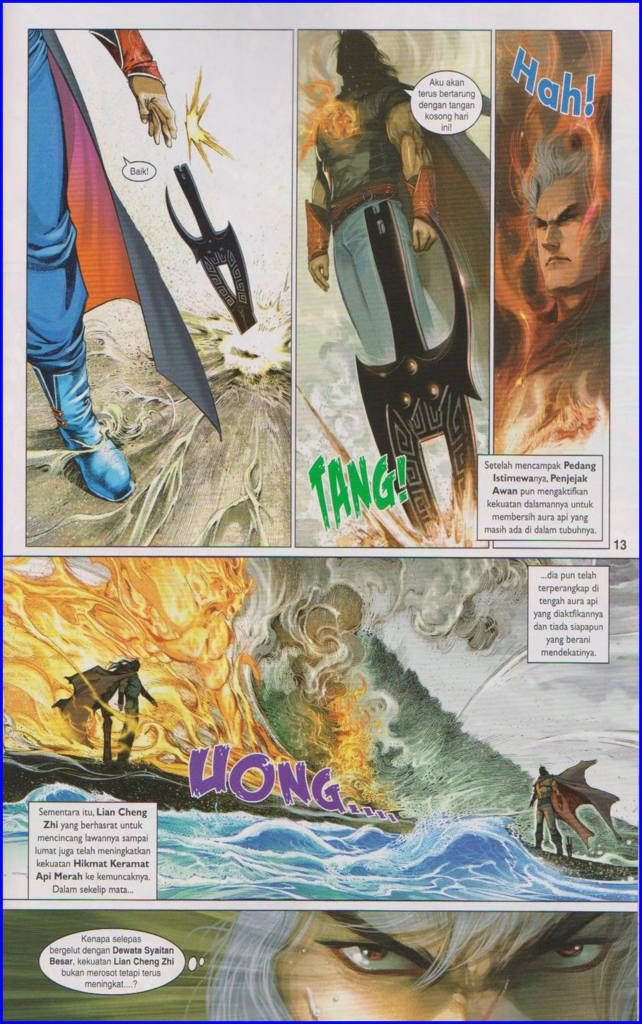 Baik!
Aku akan
terus bertarung
dengan tangan
kosong hari
ini!
Hah!
TANG!
Setelah mencampak Pedang
Istimewanya, Penjejak
Awan pun mengaktifkan
kekuatan dalamannya untuk
membersih aura api yang
masih ada di dalam tubuhnya.
13
...dia pun telah
terperangkap di
tengah aura api
yang diaktfikannya
dan tiada siapapun
yang berani
mendekatinya.
UONG....
Sementara itu, Lian Cheng
Zhi yang berhasrat untuk
mencincang lawannya sampai
lumat juga telah meningkatkan
kekuatan Hikmat Keramat
Api Merah ke kemuncaknya.
Dalam sekelip mata...
Kenapa selepas
bergelut dengan Dewata Syaitan
Besar, kekuatan Lian Cheng Zhi
bukan merosot tetapi terus
meningkat....?